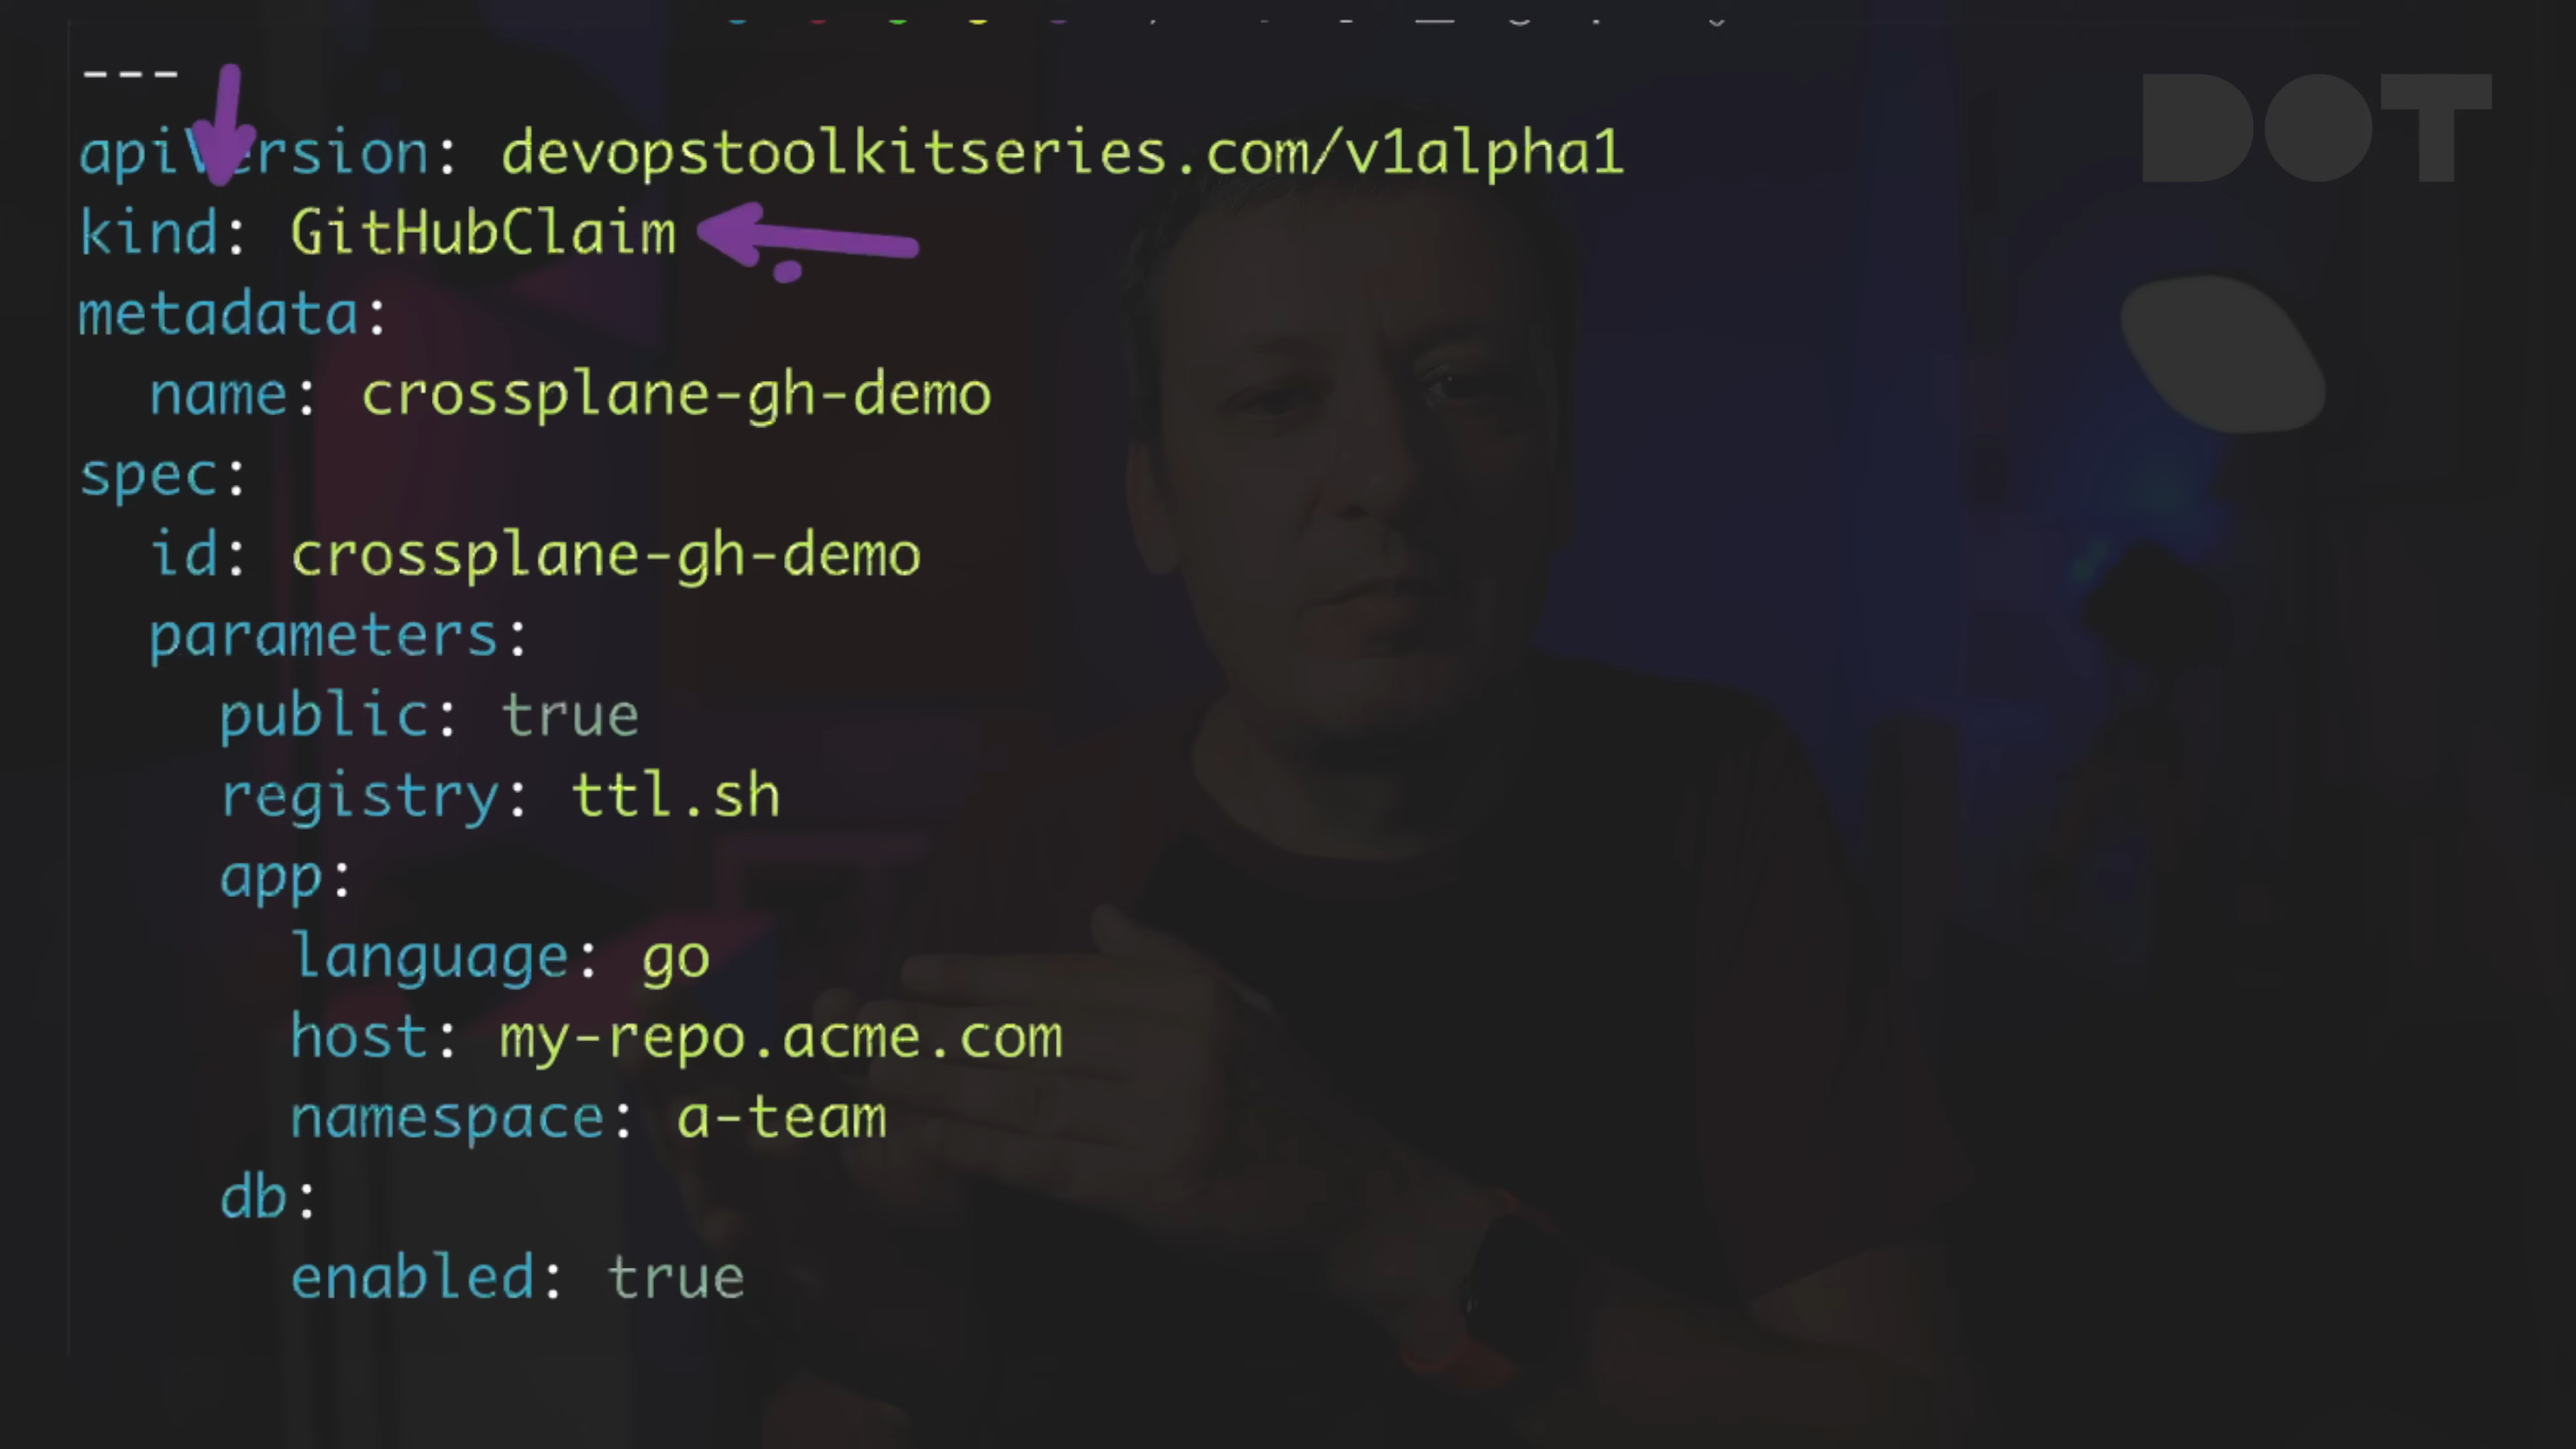 DOT
---
apiVersion: devopstoolkitseries.com/v1alpha1
kind: GitHubClaim
metadata:
  name: crossplane-gh-demo
spec:
  id: crossplane-gh-demo
  parameters:
    public: true
    registry: ttl.sh
    app:
      language: go
      host: my-repo.acme.com
      namespace: a-team
    db:
      enabled: true